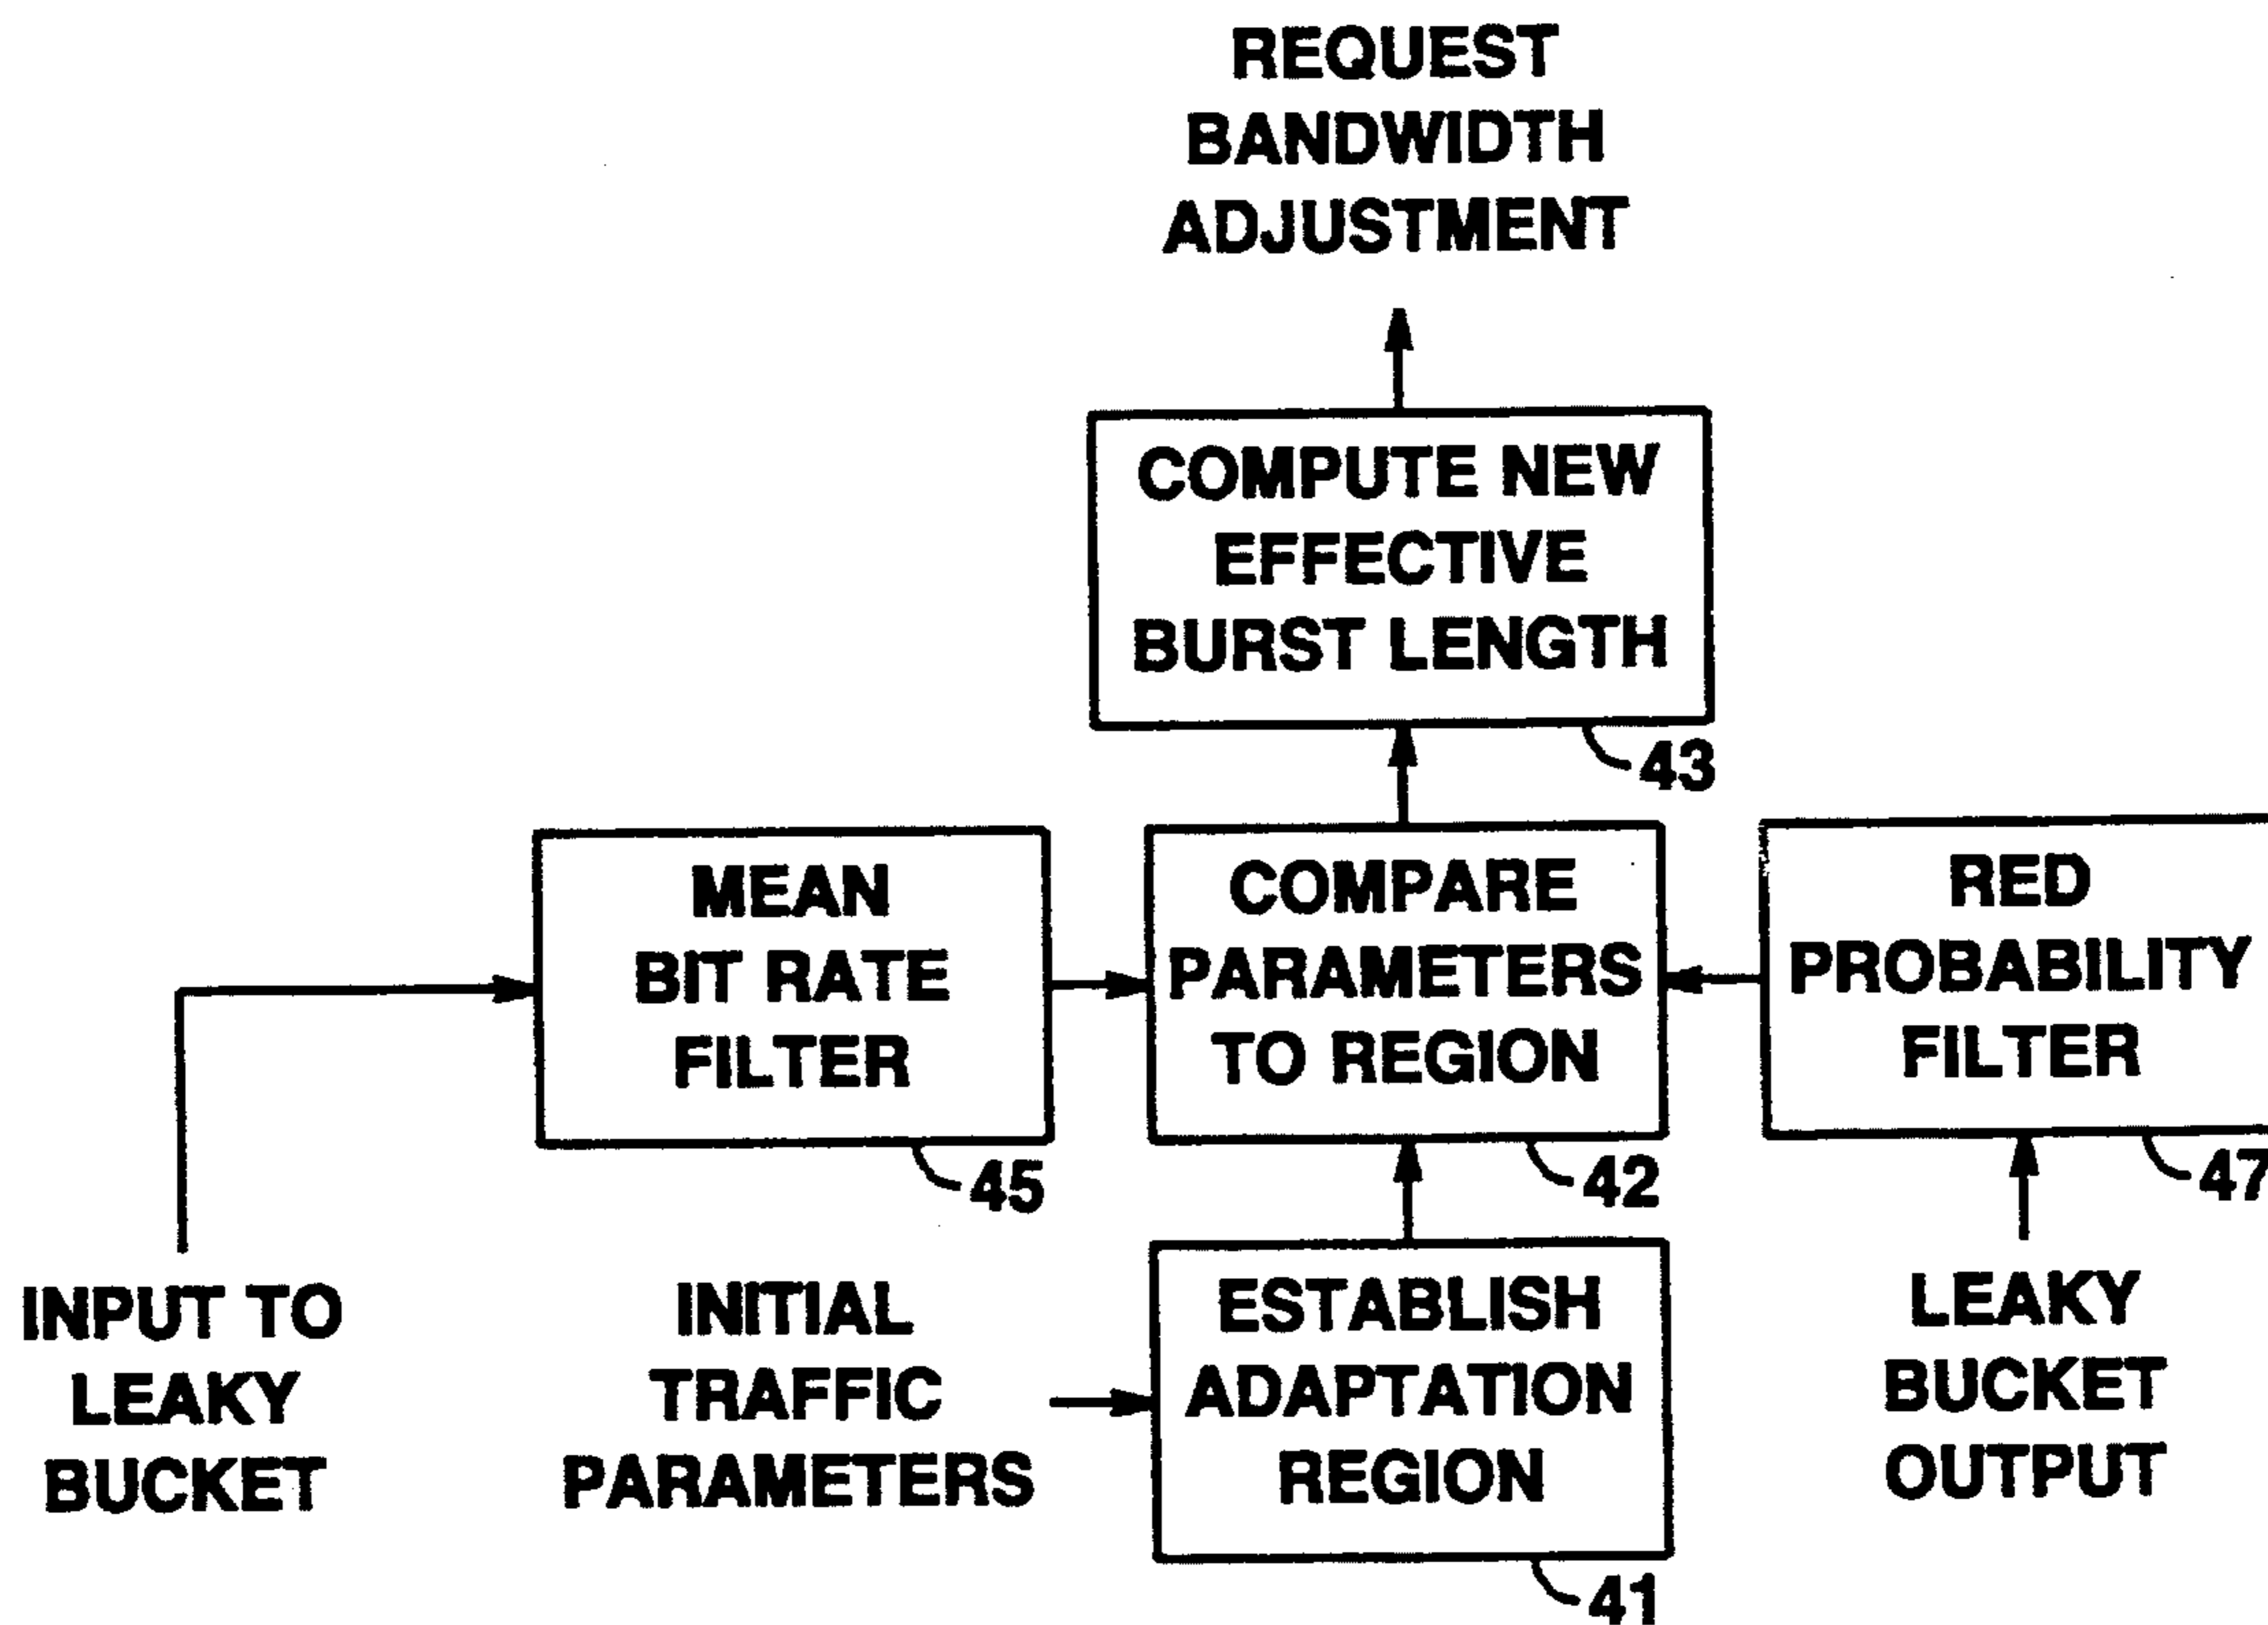 REQUEST
BANDWIDTH
ADJUSTMENT
COMPUTE NEW
EFFECTIVE
BURST LENGTH
43
MEAN
BIT RATE
FILTER
45
COMPARE
PARAMETERS
TO REGION
42
RED
PROBABILITY
FILTER
47
INPUT TO
LEAKY
BUCKET
INITIAL
TRAFFIC
PARAMETERS
ESTABLISH
ADAPTATION
REGION
41
LEAKY
BUCKET
OUTPUT